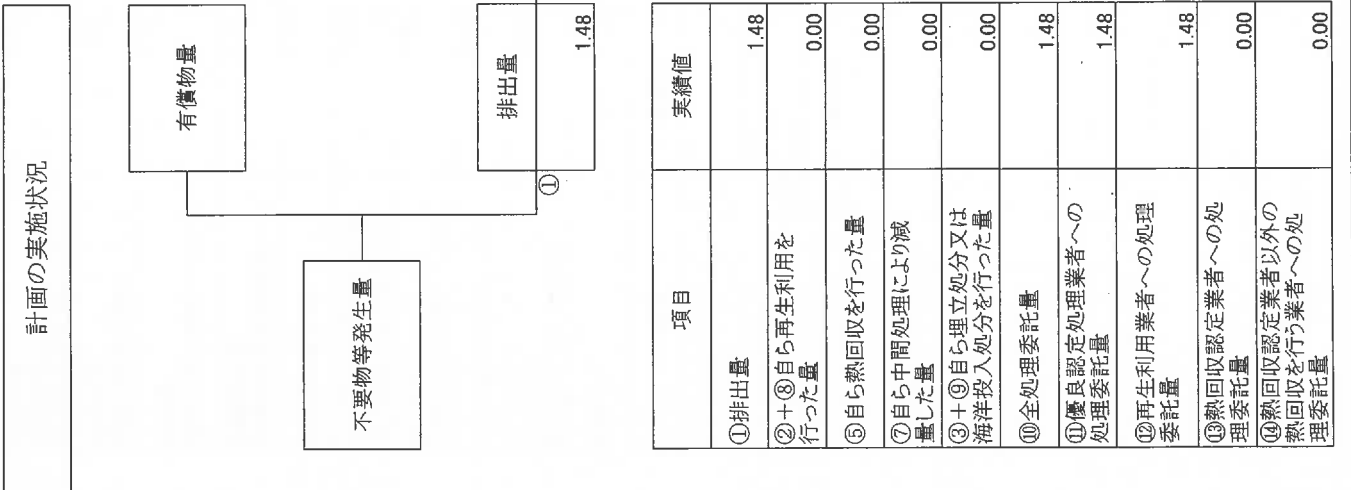 計画の実施状況
有償物量
不要物等発生量
①
排出量
1.48
項目
実績値
①排出量
1.48
②＋⑧自ら再生利用を
行った量
0.00
⑤自ら熱回収を行った量
0.00
⑦自ら中間処理により減
量した量
0.00
③＋⑨自ら埋立処分又は
海洋投入処分を行った量
0.00
⑩全処理委託量
1.48
⑪優良認定処理業者への
処理委託量
1.48
⑫再生利用業者への処理
委託量
1.48
⑬熱回収認定業者への処
理委託量
0.00
⑭熱回収認定業者以外の
熱回収を行う業者への処
理委託量
0.00